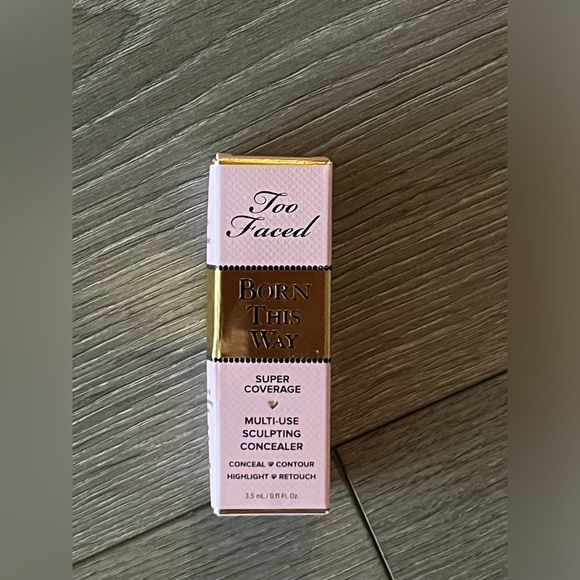 Too
Faced
BORN
THIS
WAY
SUPER
COVERAGE
MULTI-USE
SCULPTING
CONCEALER
CONCEAL CONTOUR
HIGHLIGHT RETOUCH
3.5 mL / 0.11 Fl. Oz.